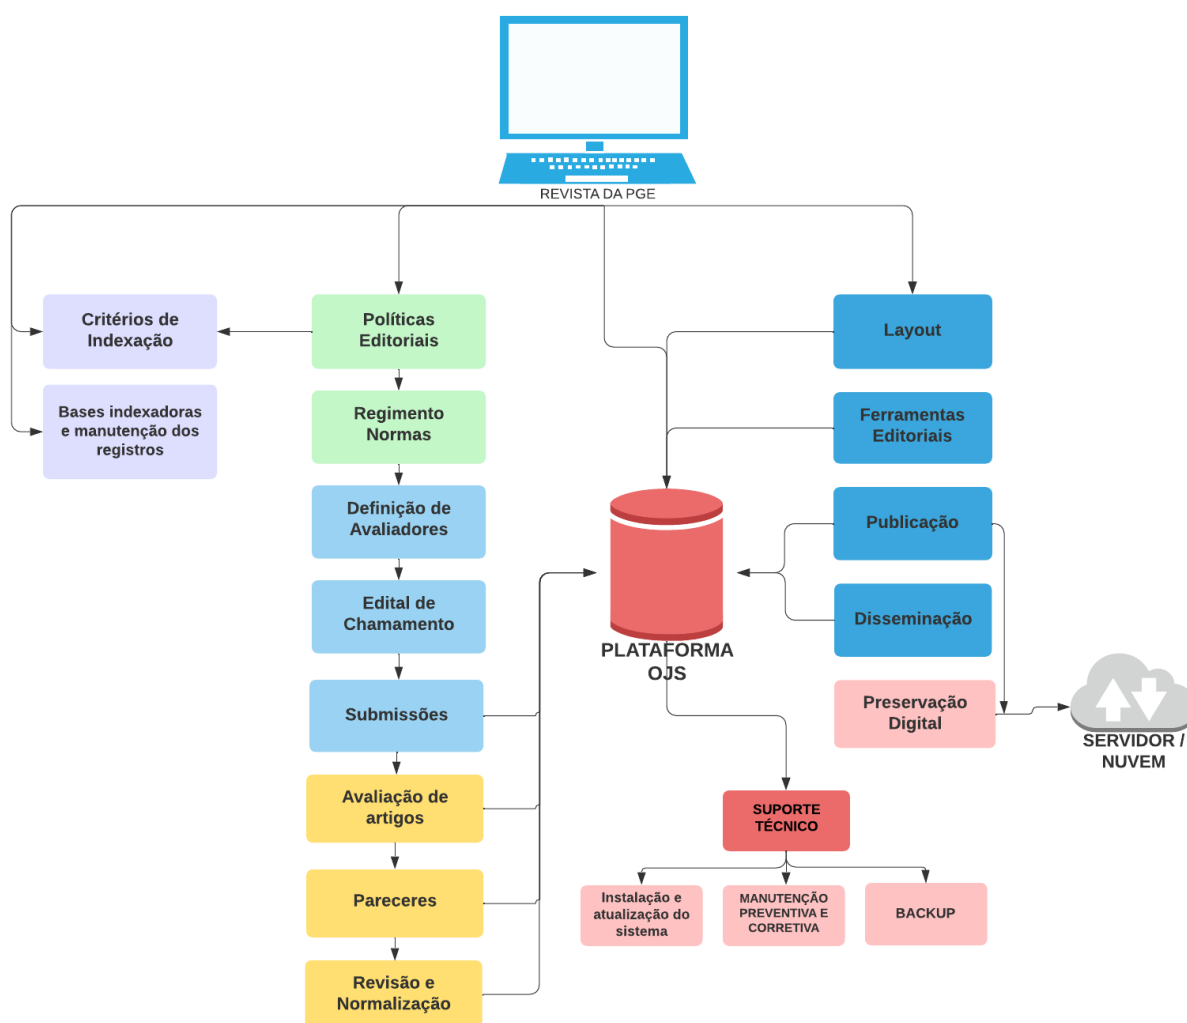 REVISTA DA PGE
Critérios de
Indexação
Bases indexadoras
e manutenção dos
registros
Políticas
Editoriais
Regimento
Normas
Definição de
Avaliadores
Edital de
Chamamento
Submissões
Avaliação de
artigos
Pareceres
Revisão e
Normalização
PLATAFORMA
OJS
Layout
Ferramentas
Editoriais
Publicação
Disseminação
Preservação
Digital
SERVIDOR /
NUVEM
SUPORTE
TÉCNICO
Instalação e
atualização do
sistema
MANUTENÇÃO
PREVENTIVA E
CORRETIVA
BACKUP